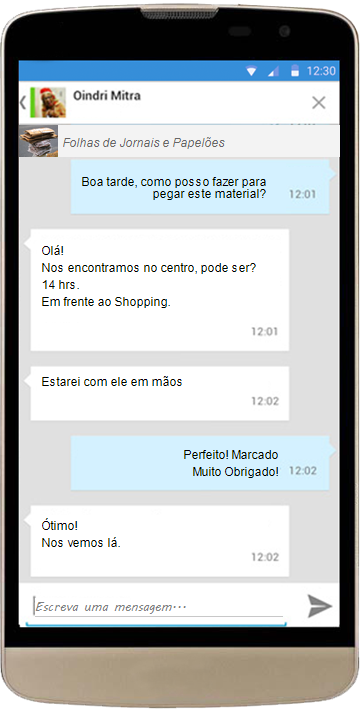 12:30
Oindri Mitra
Folhas de Jornais e Papelões
Boa tarde, como posso fazer para
pegar este material? 12:01
Olá!
Nos encontramos no centro, pode ser?
14 hrs.
Em frente ao Shopping.
12:01
Estarei com ele em mãos
12:02
Perfeito! Marcado
Muito Obrigado! 12:02
Ótimo!
Nos vemos lá.
12:02
Escreva uma mensagem...